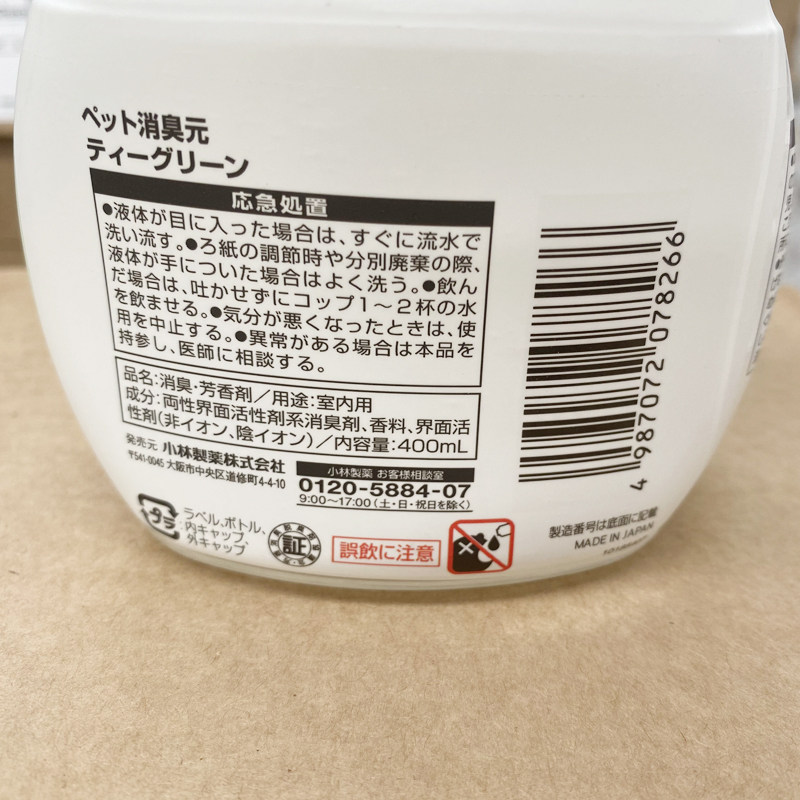 ペット消臭元
ティーグリーン
応急処置
●液体が目に入った場合は、すぐに流水で
洗い流す。●ろ紙の調節時や分別廃棄の際、
液体が手についた場合はよく洗う。●飲ん
だ場合は、吐かせずにコップ1〜2杯の水
を飲ませる。●気分が悪くなったときは、使
用を中止する。●異常がある場合は本品を
持参し、医師に相談する。
品名:消臭・芳香剤/用途:室内用
成分:両性界面活性剤系消臭剤、香料、界面活
性剤(非イオン、陰イオン)/内容量:400mL
発売元 小林製薬株式会社
〒541-0045 大阪市中央区道修町4-4-10
小林製薬 お客様相談室
0120-5884-07
9:00〜17:00(土・日・祝日を除く)
プラ
ラベル、ボトル、
内キャップ、
外キャップ
証
誤飲に注意
4 987072 078266
製造番号は底面に記載
MADE IN JAPAN